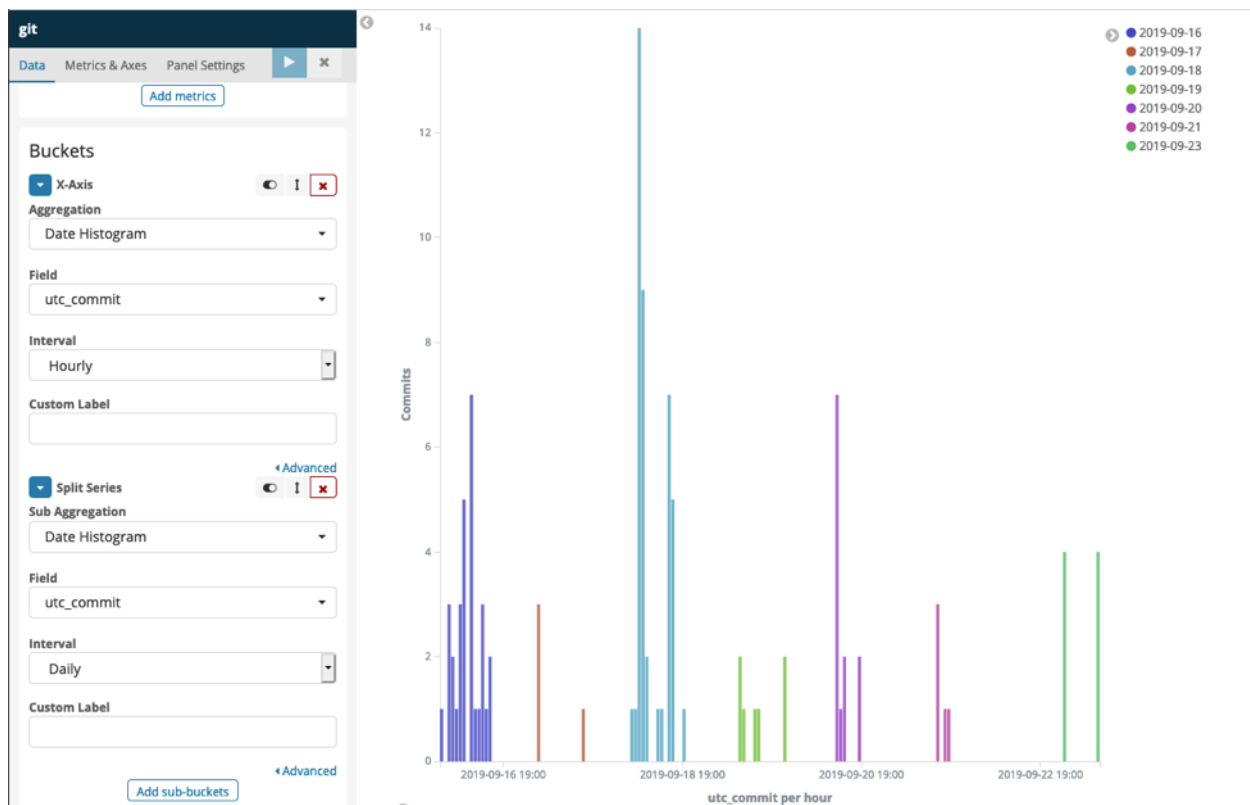 git
Data Metrics & Axes Panel Settings
Add metrics
Buckets
X-Axis
Aggregation
Date Histogram
Field
utc_commit
Interval
Hourly
Custom Label
Advanced
Split Series
Sub Aggregation
Date Histogram
Field
utc_commit
Interval
Daily
Custom Label
Advanced
Add sub-buckets
14
12
10
8
6
4
2
0
Commits
2019-09-16 19:00 2019-09-18 19:00 2019-09-20 19:00 2019-09-22 19:00
utc_commit per hour
2019-09-16
2019-09-17
2019-09-18
2019-09-19
2019-09-20
2019-09-21
2019-09-23